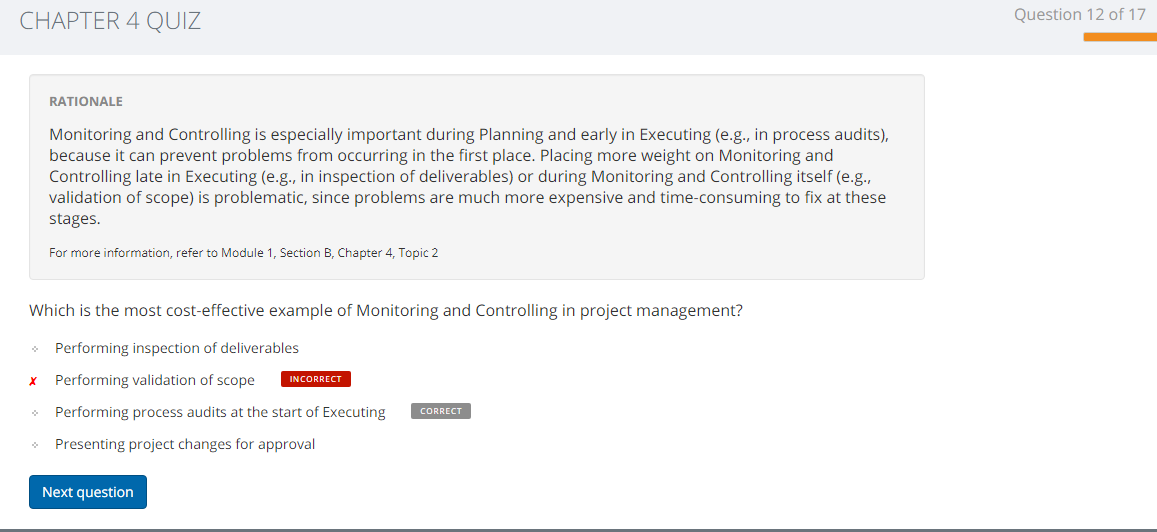 CHAPTER 4 QUIZ
Question 12 of 17
RATIONALE
Monitoring and Controlling is especially important during Planning and early in Executing (e.g., in process audits),
because it can prevent problems from occurring in the first place. Placing more weight on Monitoring and
Controlling late in Executing (e.g., in inspection of deliverables) or during Monitoring and Controlling itself (e.g.,
validation of scope) is problematic, since problems are much more expensive and time-consuming to fix at these
stages.
For more information, refer to Module 1, Section B, Chapter 4, Topic 2
Which is the most cost-effective example of Monitoring and Controlling in project management?
Performing inspection of deliverables
✗ Performing validation of scope INCORRECT
Performing process audits at the start of Executing CORRECT
Presenting project changes for approval
Next question